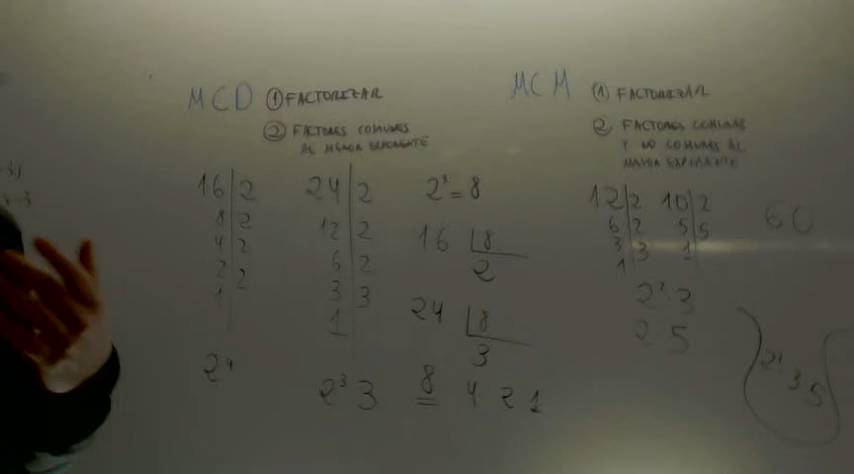 MCD ① FACTORIZAR
② FACTORES COMUNES
AL MENOR EXPONENTE
16 2
8 2
4 2
2 2
1
2⁴
24 2
12 2
6 2
3 3
1
2³ 3
2³ = 8
16 8
2
24 8
3
8 4 2 1
MCM ① FACTORIZAR
② FACTORES COMUNES
Y NO COMUNES AL
MAYOR EXPONENTE
12 2
6 2
3 3
1
10 2
5 5
1
2² 3
2 5
60
2² 3 5